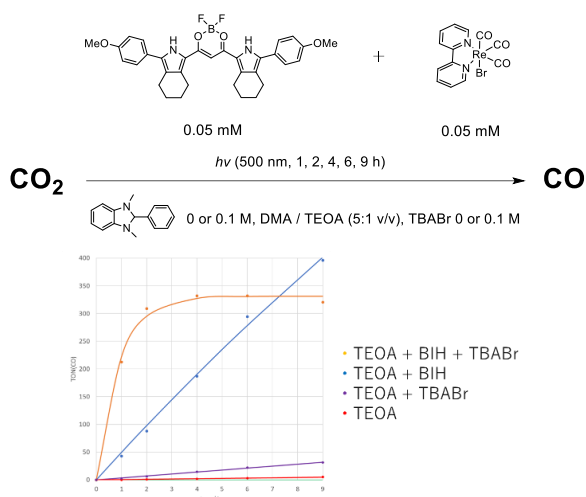 F F
B
O O
MeO NH HN OMe
+
N N Re CO CO CO Br
0.05 mM 0.05 mM
hv (500 nm, 1, 2, 4, 6, 9 h)
CO2 CO
N N 0 or 0.1 M, DMA / TEOA (5:1 v/v), TBABr 0 or 0.1 M
400
350
300
250
200
150
100
50
0
TON(CO)
0 1 2 3 4 5 6 7 8 9
TEOA + BIH + TBABr
TEOA + BIH
TEOA + TBABr
TEOA